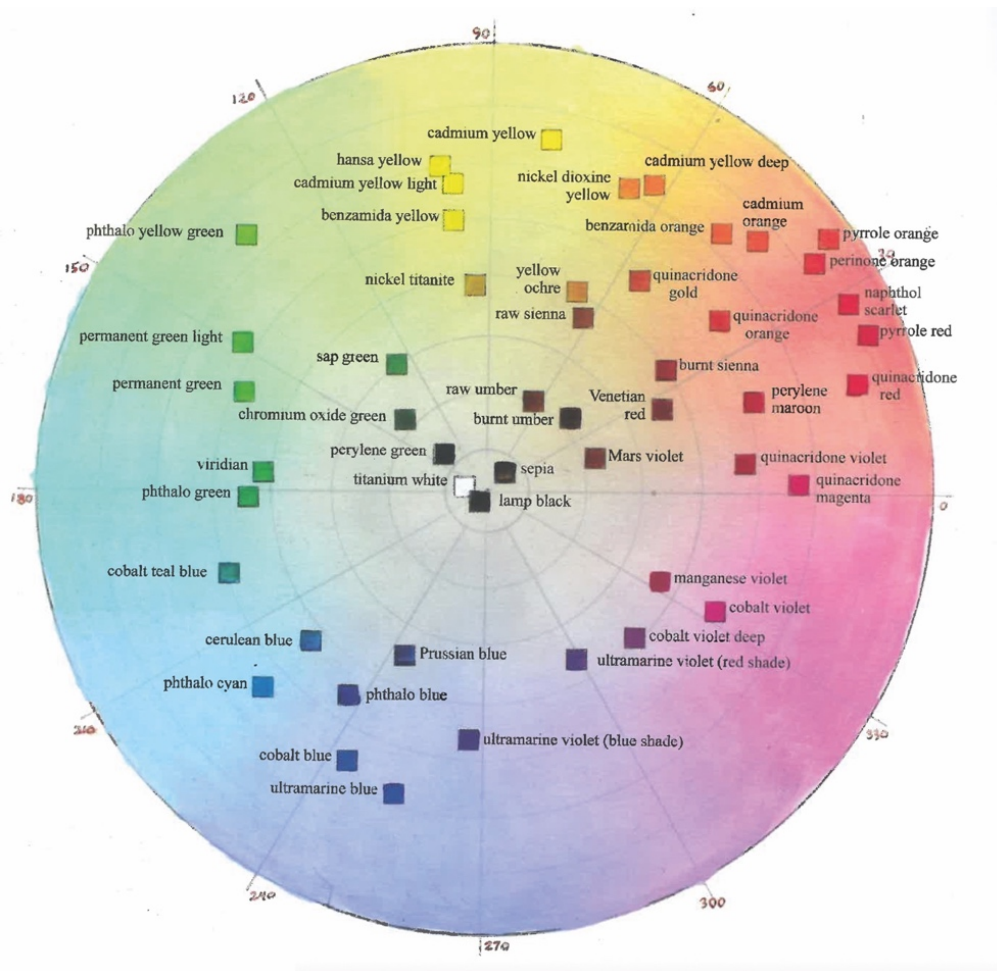 90
60
120
cadmium yellow
hansa yellow
cadmium yellow deep
cadmium yellow light
nickel dioxine
yellow
benzamida yellow
cadmium
orange
benzamida orange
phthalo yellow green
pyrrole orange
perinone orange
150
nickel titanite
yellow
ochre
quinacridone
gold
naphthol
scarlet
raw sienna
quinacridone
orange
pyrrole red
permanent green light
sap green
burnt sienna
permanent green
quinacridone
red
raw umber
Venetian
red
perylene
maroon
chromium oxide green
burnt umber
perylene green
Mars violet
quinacridone violet
viridian
sepia
titanium white
quinacridone
magenta
phthalo green
180
lamp black
0
cobalt teal blue
manganese violet
cobalt violet
cerulean blue
cobalt violet deep
Prussian blue
ultramarine violet (red shade)
phthalo cyan
phthalo blue
210
330
ultramarine violet (blue shade)
cobalt blue
ultramarine blue
240
300
270